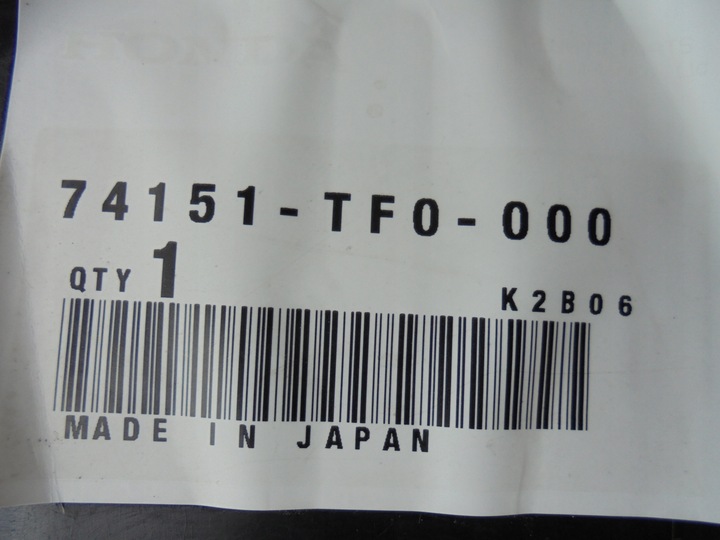 74151-TF0-000
QTY 1 K2B06
MADE IN JAPAN